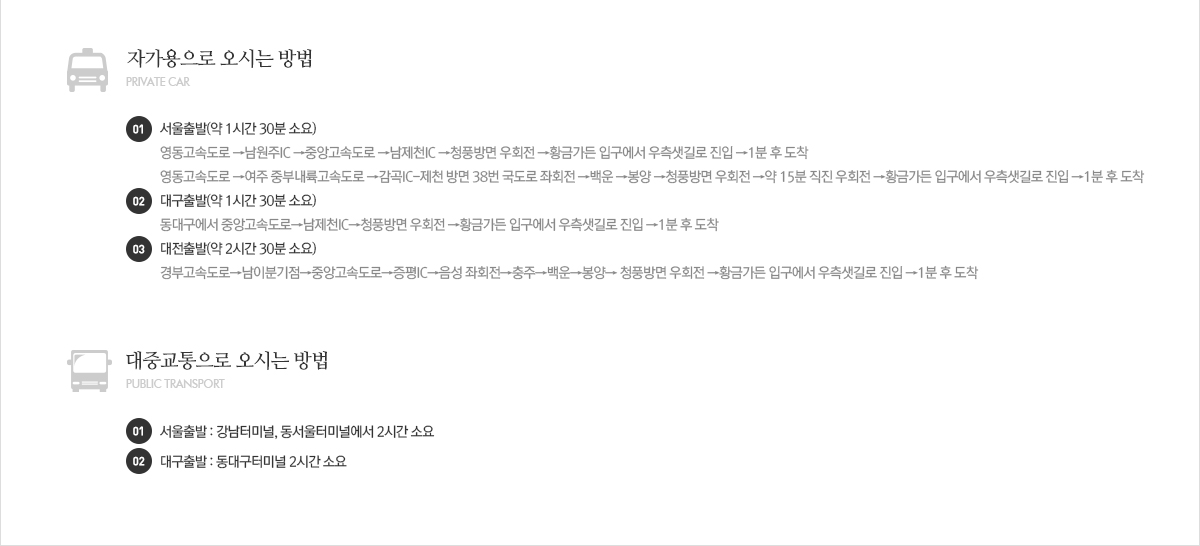 자가용으로 오시는 방법
PRIVATE CAR
01 서울출발(약 1시간 30분 소요)
영동고속도로 →남원주IC →중앙고속도로 →남제천IC →청풍방면 우회전 →황금가든 입구에서 우측샛길로 진입 →1분 후 도착
영동고속도로 →여주 중부내륙고속도로 →감곡IC-제천 방면 38번 국도로 좌회전 →백운 →봉양 →청풍방면 우회전 →약 15분 직진 우회전 →황금가든 입구에서 우측샛길로 진입 →1분 후 도착
02 대구출발(약 1시간 30분 소요)
동대구에서 중앙고속도로→남제천IC→청풍방면 우회전 →황금가든 입구에서 우측샛길로 진입 →1분 후 도착
03 대전출발(약 2시간 30분 소요)
경부고속도로→남이분기점→중앙고속도로→증평IC→음성 좌회전→충주→백운→봉양→ 청풍방면 우회전 →황금가든 입구에서 우측샛길로 진입 →1분 후 도착
대중교통으로 오시는 방법
PUBLIC TRANSPORT
01 서울출발 : 강남터미널, 동서울터미널에서 2시간 소요
02 대구출발 : 동대구터미널 2시간 소요